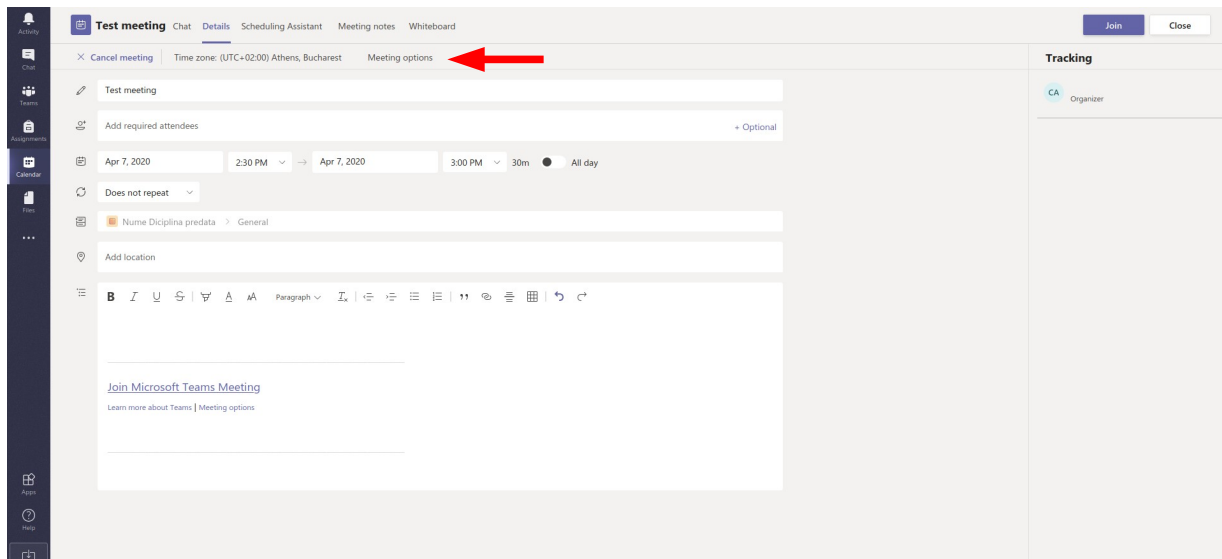 Activity
Chat
Teams
Assignments
Calendar
Files
Apps
Help
Test meeting Chat Details Scheduling Assistant Meeting notes Whiteboard
Join Close
Cancel meeting Time zone: (UTC+02:00) Athens, Bucharest Meeting options
Tracking
Test meeting
CA Organizer
Add required attendees + Optional
Apr 7, 2020 2:30 PM → Apr 7, 2020 3:00 PM 30m All day
Does not repeat
Nume Diciplina predata > General
Add location
B I U S A AA Paragraph Ix
Join Microsoft Teams Meeting
Learn more about Teams | Meeting options